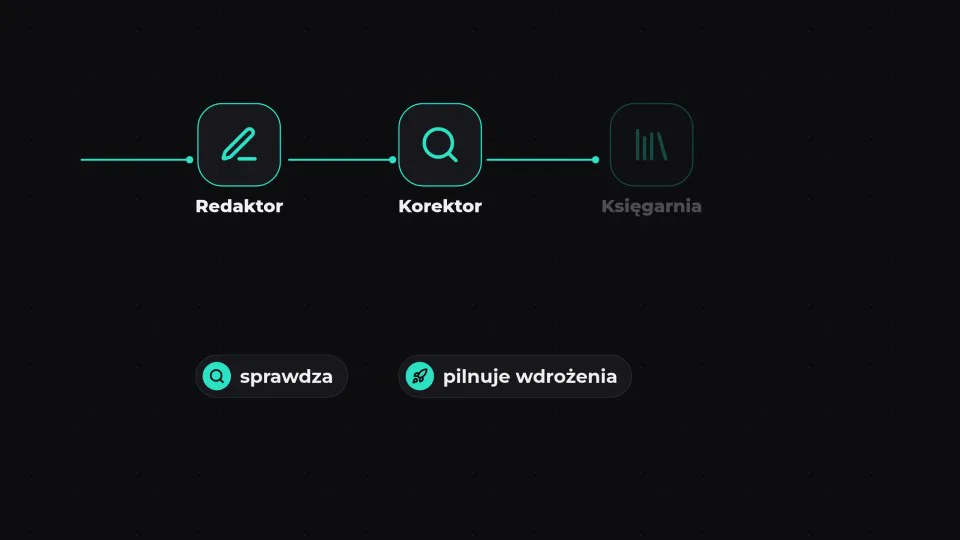 Redaktor
Korektor
Księgarnia
sprawdza
pilnuje wdrożenia